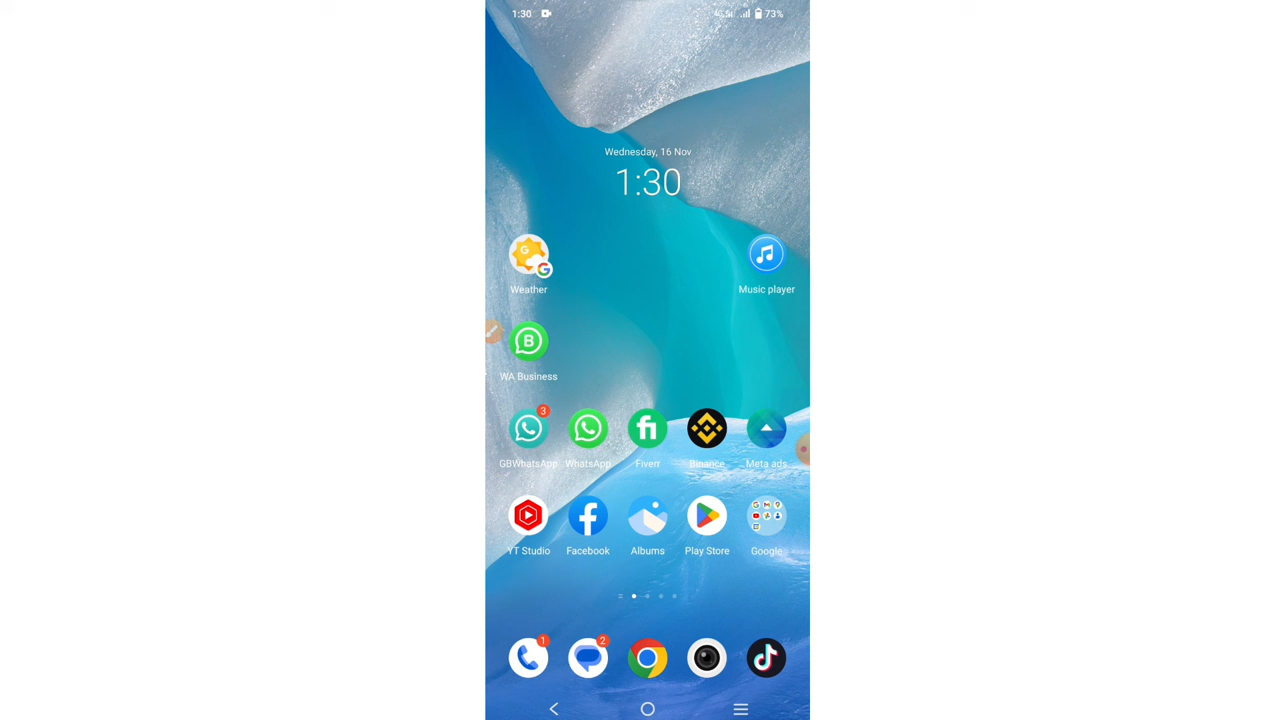 1:30
73%
Wednesday, 16 Nov
1:30
Weather
Music player
WA Business
3
GBWhatsApp WhatsApp Fiverr Binance Meta ads
YT Studio Facebook Albums Play Store Google
1 2